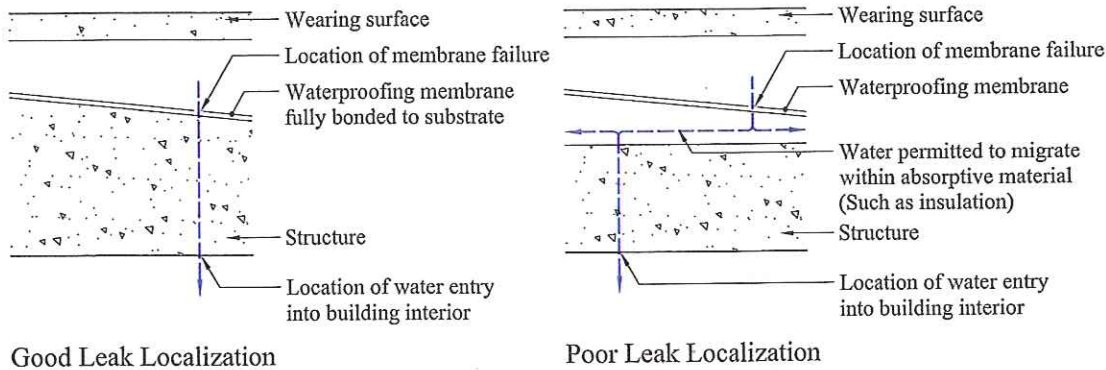 Wearing surface
Location of membrane failure
Waterproofing membrane
fully bonded to substrate
Structure
Location of water entry
into building interior
Good Leak Localization
Wearing surface
Location of membrane failure
Waterproofing membrane
Water permitted to migrate
within absorptive material
(Such as insulation)
Structure
Location of water entry
into building interior
Poor Leak Localization